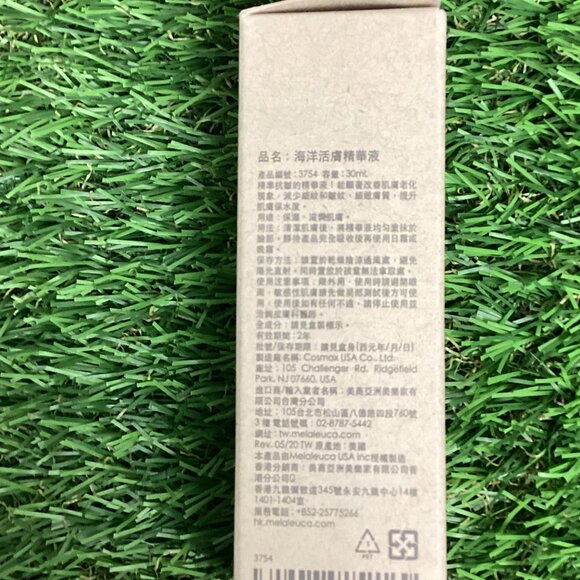 品名：海洋活膚精華液
產品編號：3754 容量：30mL
精準抗皺的精華液！能顯著改善肌膚老化
現象，減少細紋和皺紋，細緻膚質，提升
肌膚保水度。
用途：保濕、滋潤肌膚。
用法：清潔肌膚後，將精華液均勻塗抹於
臉部，靜待產品完全吸收後再使用日霜或
晚霜。
保存方法：請置於乾燥陰涼通風處，避免
陽光直射，同時置放於孩童無法拿取處。
使用注意事項：限外用，使用時請避開眼
周，敏感性肌膚請先做局部測試後方可使
用，使用後如有任何不適，請停止使用並
洽詢皮膚科醫師。
全成分：請見盒裝標示。
有效期間：2年
批號/保存期限：請見盒身(西元年/月/日)
製造廠名稱：Cosmax USA Co., Ltd.
廠址：105 Challenger Rd, Ridgefield
Park, NJ 07660, USA
進口商/輸入業者名稱：美商亞洲美樂家有
限公司台灣分公司
地址：105台北市松山區八德路四段760號
3 樓 電話：02-8787-5442
網址：tw.melaleuca.com
Rev. 05/20 TW 原產地：美國
本產品由Melaleuca USA Inc授權製造
香港分銷商：美商亞洲美樂家有限公司香
港分公司
香港九龍彌敦道345號永安九龍中心14樓
1401-1404室
服務電話：+852-25775266
hk.melaleuca.com
PET
3754